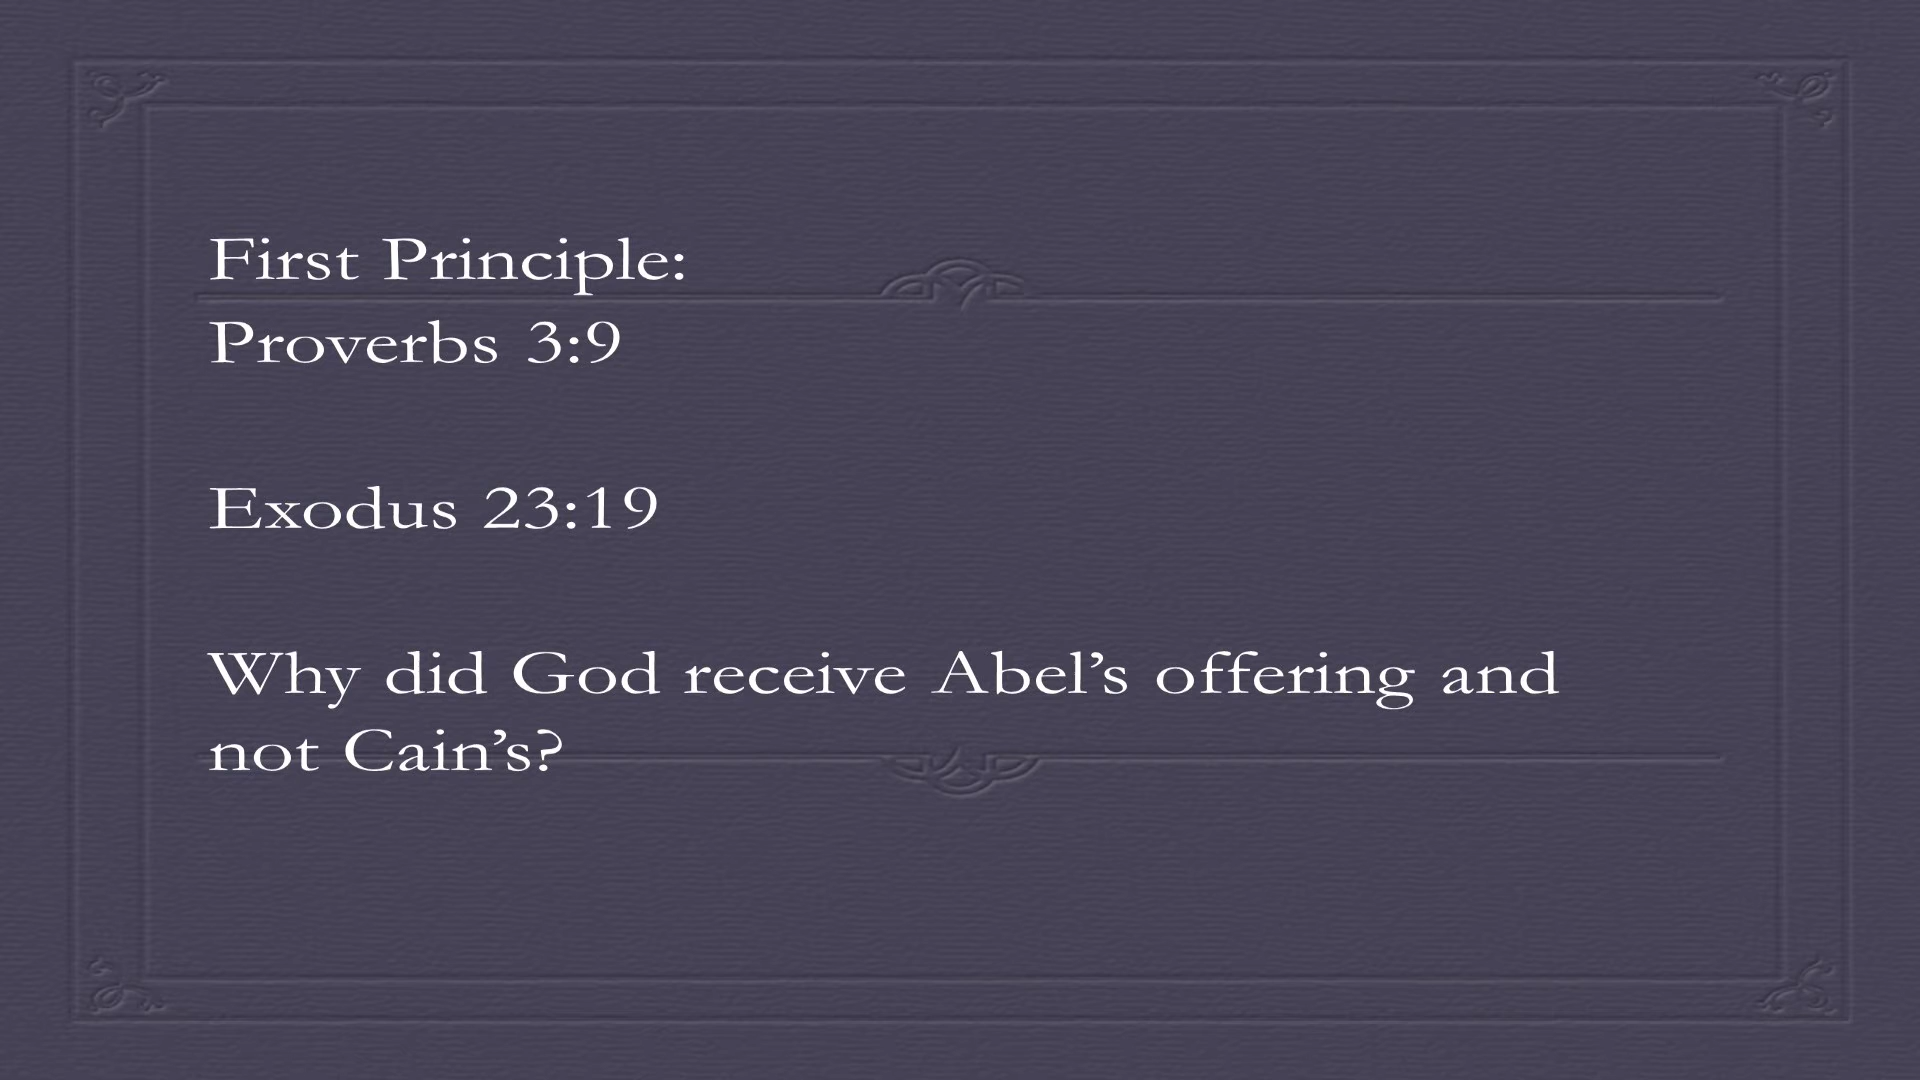 First Principle:
Proverbs 3:9
Exodus 23:19
Why did God receive Abel’s offering and
not Cain’s?